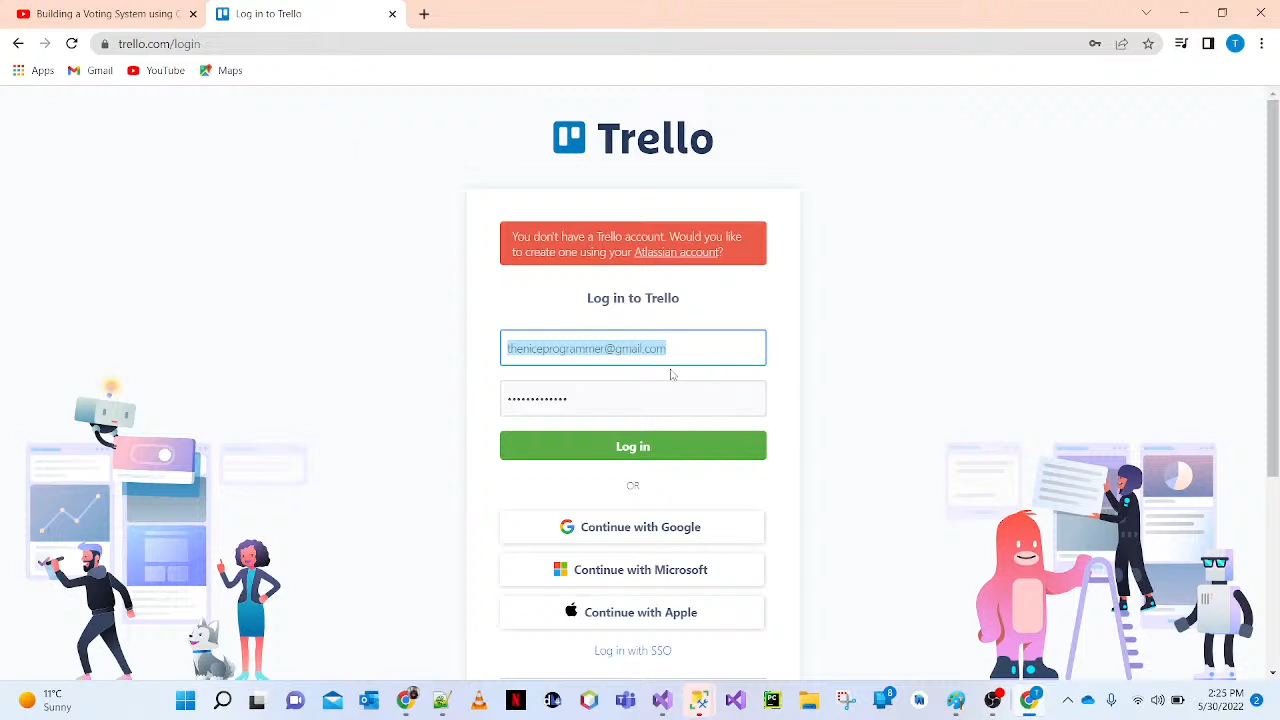 Building a Voting System using C
Log in to Trello
trello.com/login
T
Apps
Gmail
YouTube
Maps
Trello
You don't have a Trello account. Would you like
to create one using your Atlassian account?
Log in to Trello
theniceprogrammer@gmail.com
•••••••••••••
Log in
OR
Continue with Google
Continue with Microsoft
Continue with Apple
Log in with SSO
11°C
Sunny
8
2:25 PM
5/30/2022
2